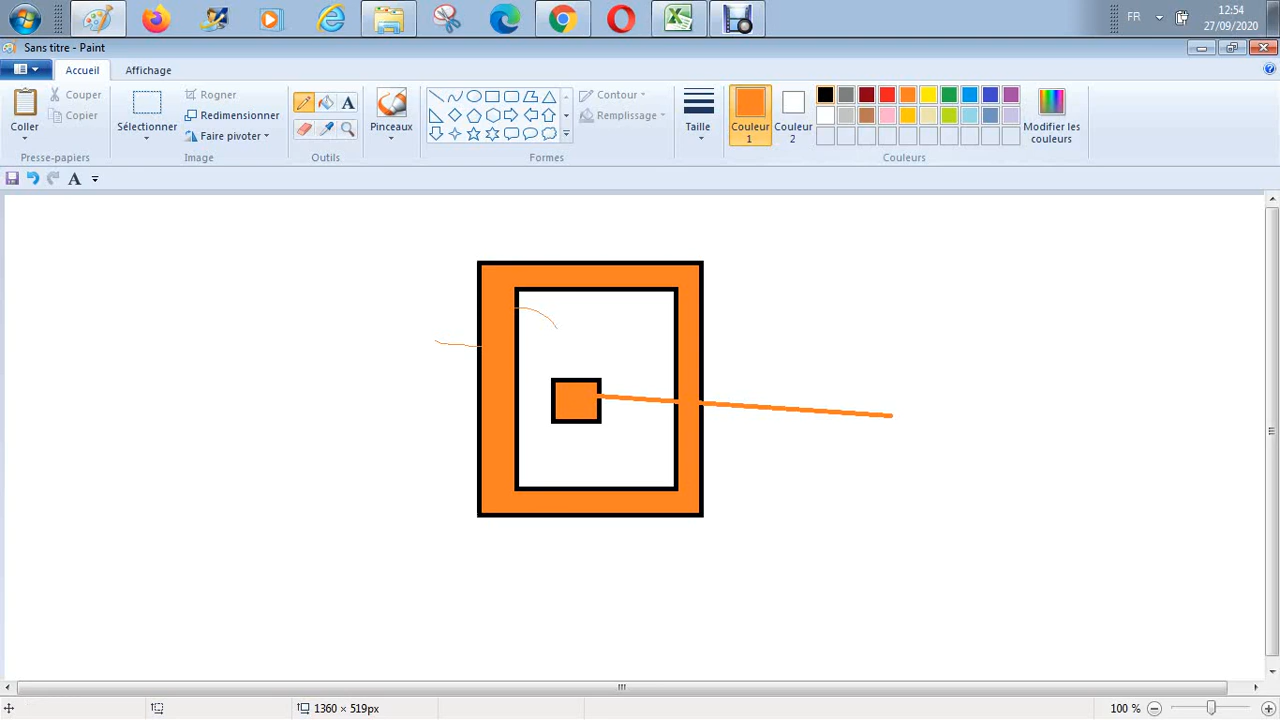 FR
12:54
27/09/2020
Sans titre - Paint
Accueil
Affichage
Coller
Couper
Copier
Presse-papiers
Sélectionner
Rogner
Redimensionner
Faire pivoter
Image
A
Outils
Pinceaux
Contour
Remplissage
Formes
Taille
Couleur
1
Couleur
2
Modifier les
couleurs
Couleurs
A
1360 × 519px
100 %